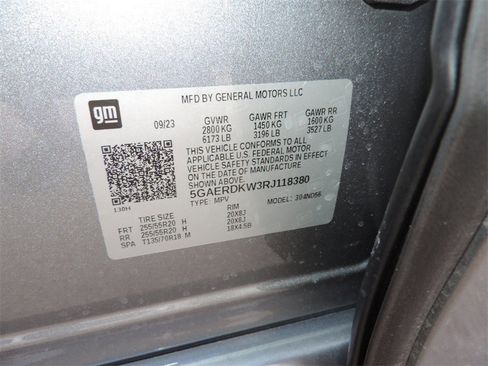 gm
MFD BY GENERAL MOTORS LLC
09/23 GVWR GAWR FRT GAWR RR
2800 KG 1450 KG 1600 KG
6173 LB 3196 LB 3527 LB
THIS VEHICLE CONFORMS TO ALL
APPLICABLE U.S. FEDERAL MOTOR
VEHICLE SAFETY STANDARDS IN
EFFECT ON THE DATE OF
MANUFACTURE SHOWN ABOVE.
5GAERDKW3RJ118380
TYPE: MPV MODEL: 304ND56
130H
TIRE SIZE RIM
FRT 255/55R20 H 20X8J
RR 255/55R20 H 20X8J
SPA T135/70R18 M 18X4.5B